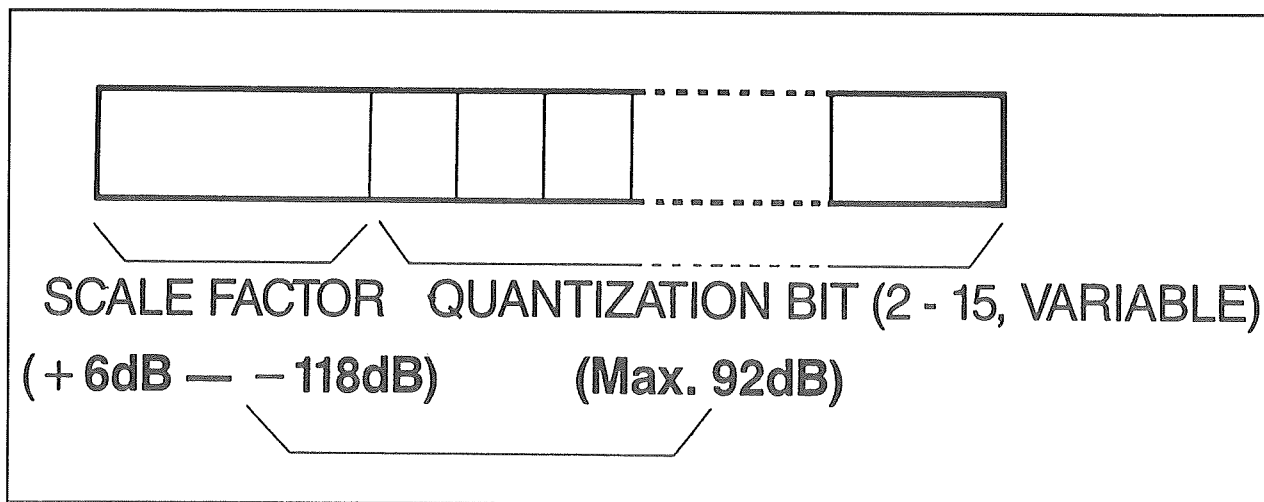 SCALE FACTOR QUANTIZATION BIT (2 - 15, VARIABLE)
(+ 6dB — − 118dB) (Max. 92dB)